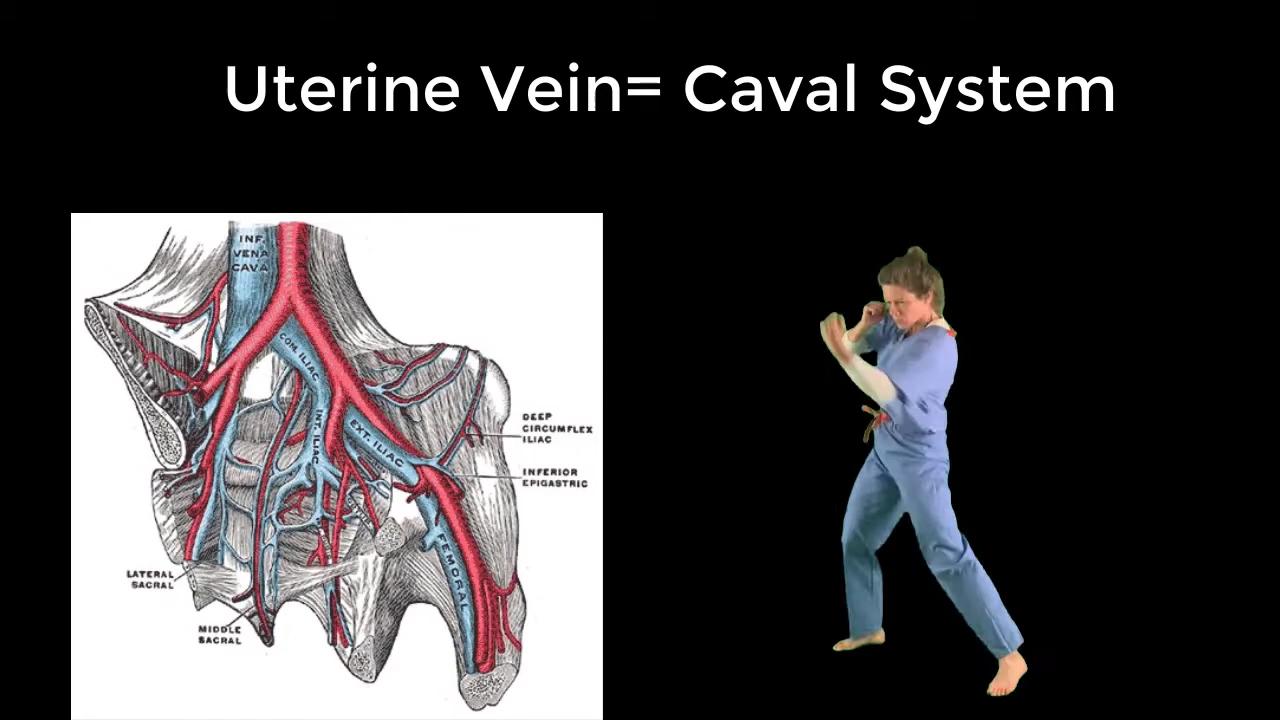 Uterine Vein= Caval System
INF.
VENA
CAVA
COM. ILIAC
INT. ILIAC
EXT. ILIAC
DEEP
CIRCUMFLEX
ILIAC
INFERIOR
EPIGASTRIC
FEMORAL
LATERAL
SACRAL
MIDDLE
SACRAL